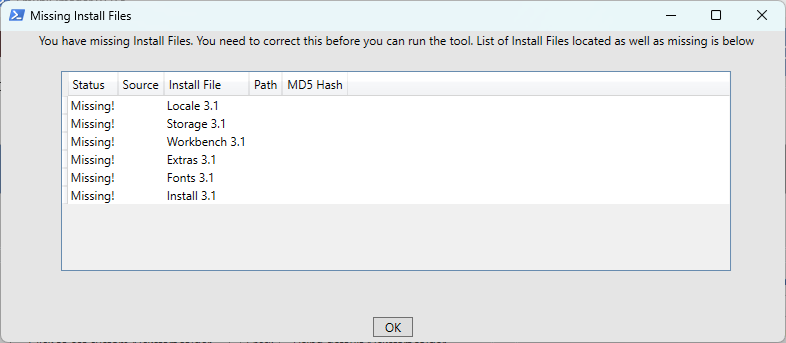 Missing Install Files
You have missing Install Files. You need to correct this before you can run the tool. List of Install Files located as well as missing is below
Status Source Install File Path MD5 Hash
Missing! Locale 3.1
Missing! Storage 3.1
Missing! Workbench 3.1
Missing! Extras 3.1
Missing! Fonts 3.1
Missing! Install 3.1
OK